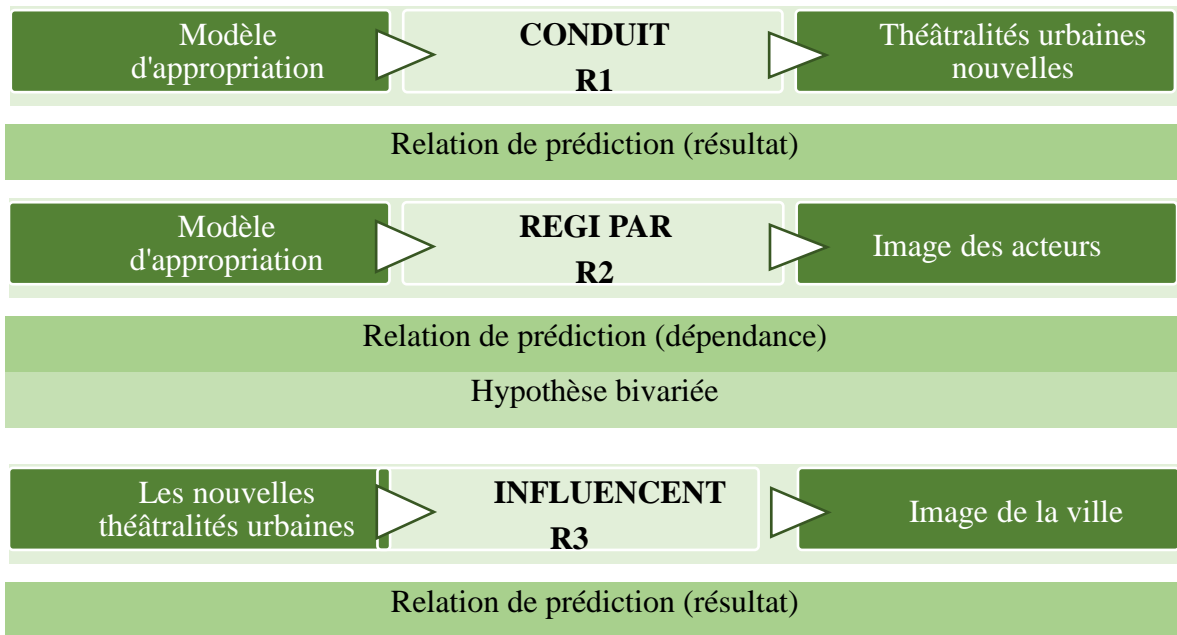 Modèle
d'appropriation
CONDUIT
R1
Théâtralités urbaines
nouvelles
Relation de prédiction (résultat)
Modèle
d'appropriation
REGI PAR
R2
Image des acteurs
Relation de prédiction (dépendance)
Hypothèse bivariée
Les nouvelles
théâtralités urbaines
INFLUENCENT
R3
Image de la ville
Relation de prédiction (résultat)